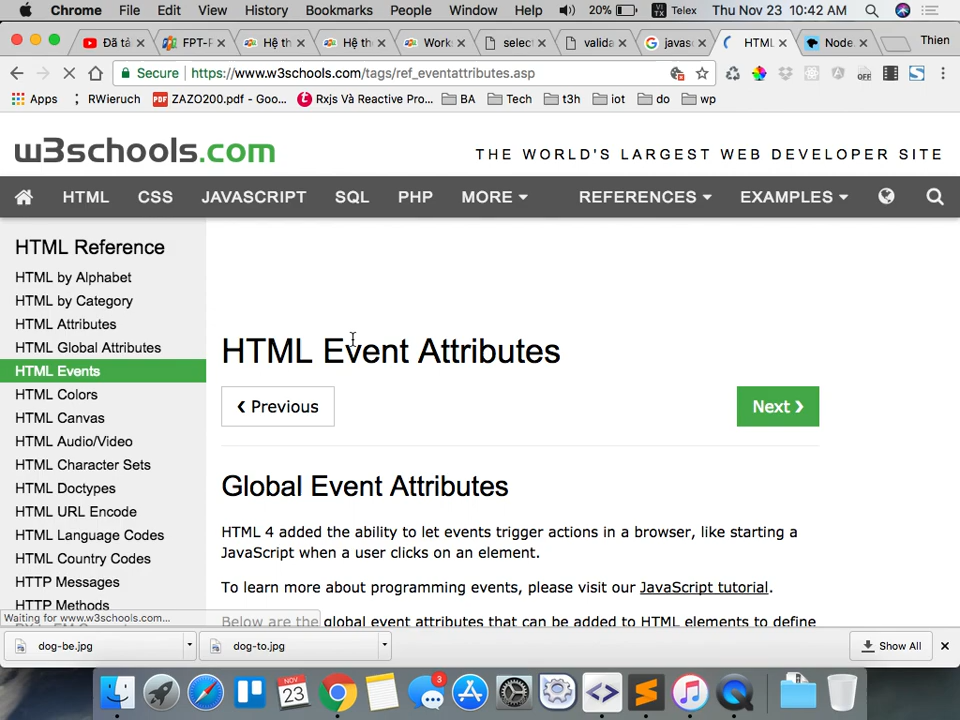 Chrome File Edit View History Bookmarks People Window Help 20% VI TX Telex Thu Nov 23 10:42 AM
Đã tả FPT-F Hệ th Hệ th Work selec valida javas HTML Node. Thien
Secure https://www.w3schools.com/tags/ref_eventattributes.asp OFF
Apps RWieruch PDF ZAZO200.pdf - Goo... Rxjs Và Reactive Pro... BA Tech t3h iot do wp
w3schools.com THE WORLD'S LARGEST WEB DEVELOPER SITE
HTML CSS JAVASCRIPT SQL PHP MORE REFERENCES EXAMPLES
HTML Reference
HTML by Alphabet
HTML by Category
HTML Attributes
HTML Global Attributes
HTML Events
HTML Colors
HTML Canvas
HTML Audio/Video
HTML Character Sets
HTML Doctypes
HTML URL Encode
HTML Language Codes
HTML Country Codes
HTTP Messages
HTTP Methods
HTML Event Attributes
❮ Previous Next ❯
Global Event Attributes
HTML 4 added the ability to let events trigger actions in a browser, like starting a
JavaScript when a user clicks on an element.
To learn more about programming events, please visit our JavaScript tutorial.
Below are the global event attributes that can be added to HTML elements to define
Waiting for www.w3schools.com...
dog-be.jpg dog-to.jpg Show All
NOV
23
3